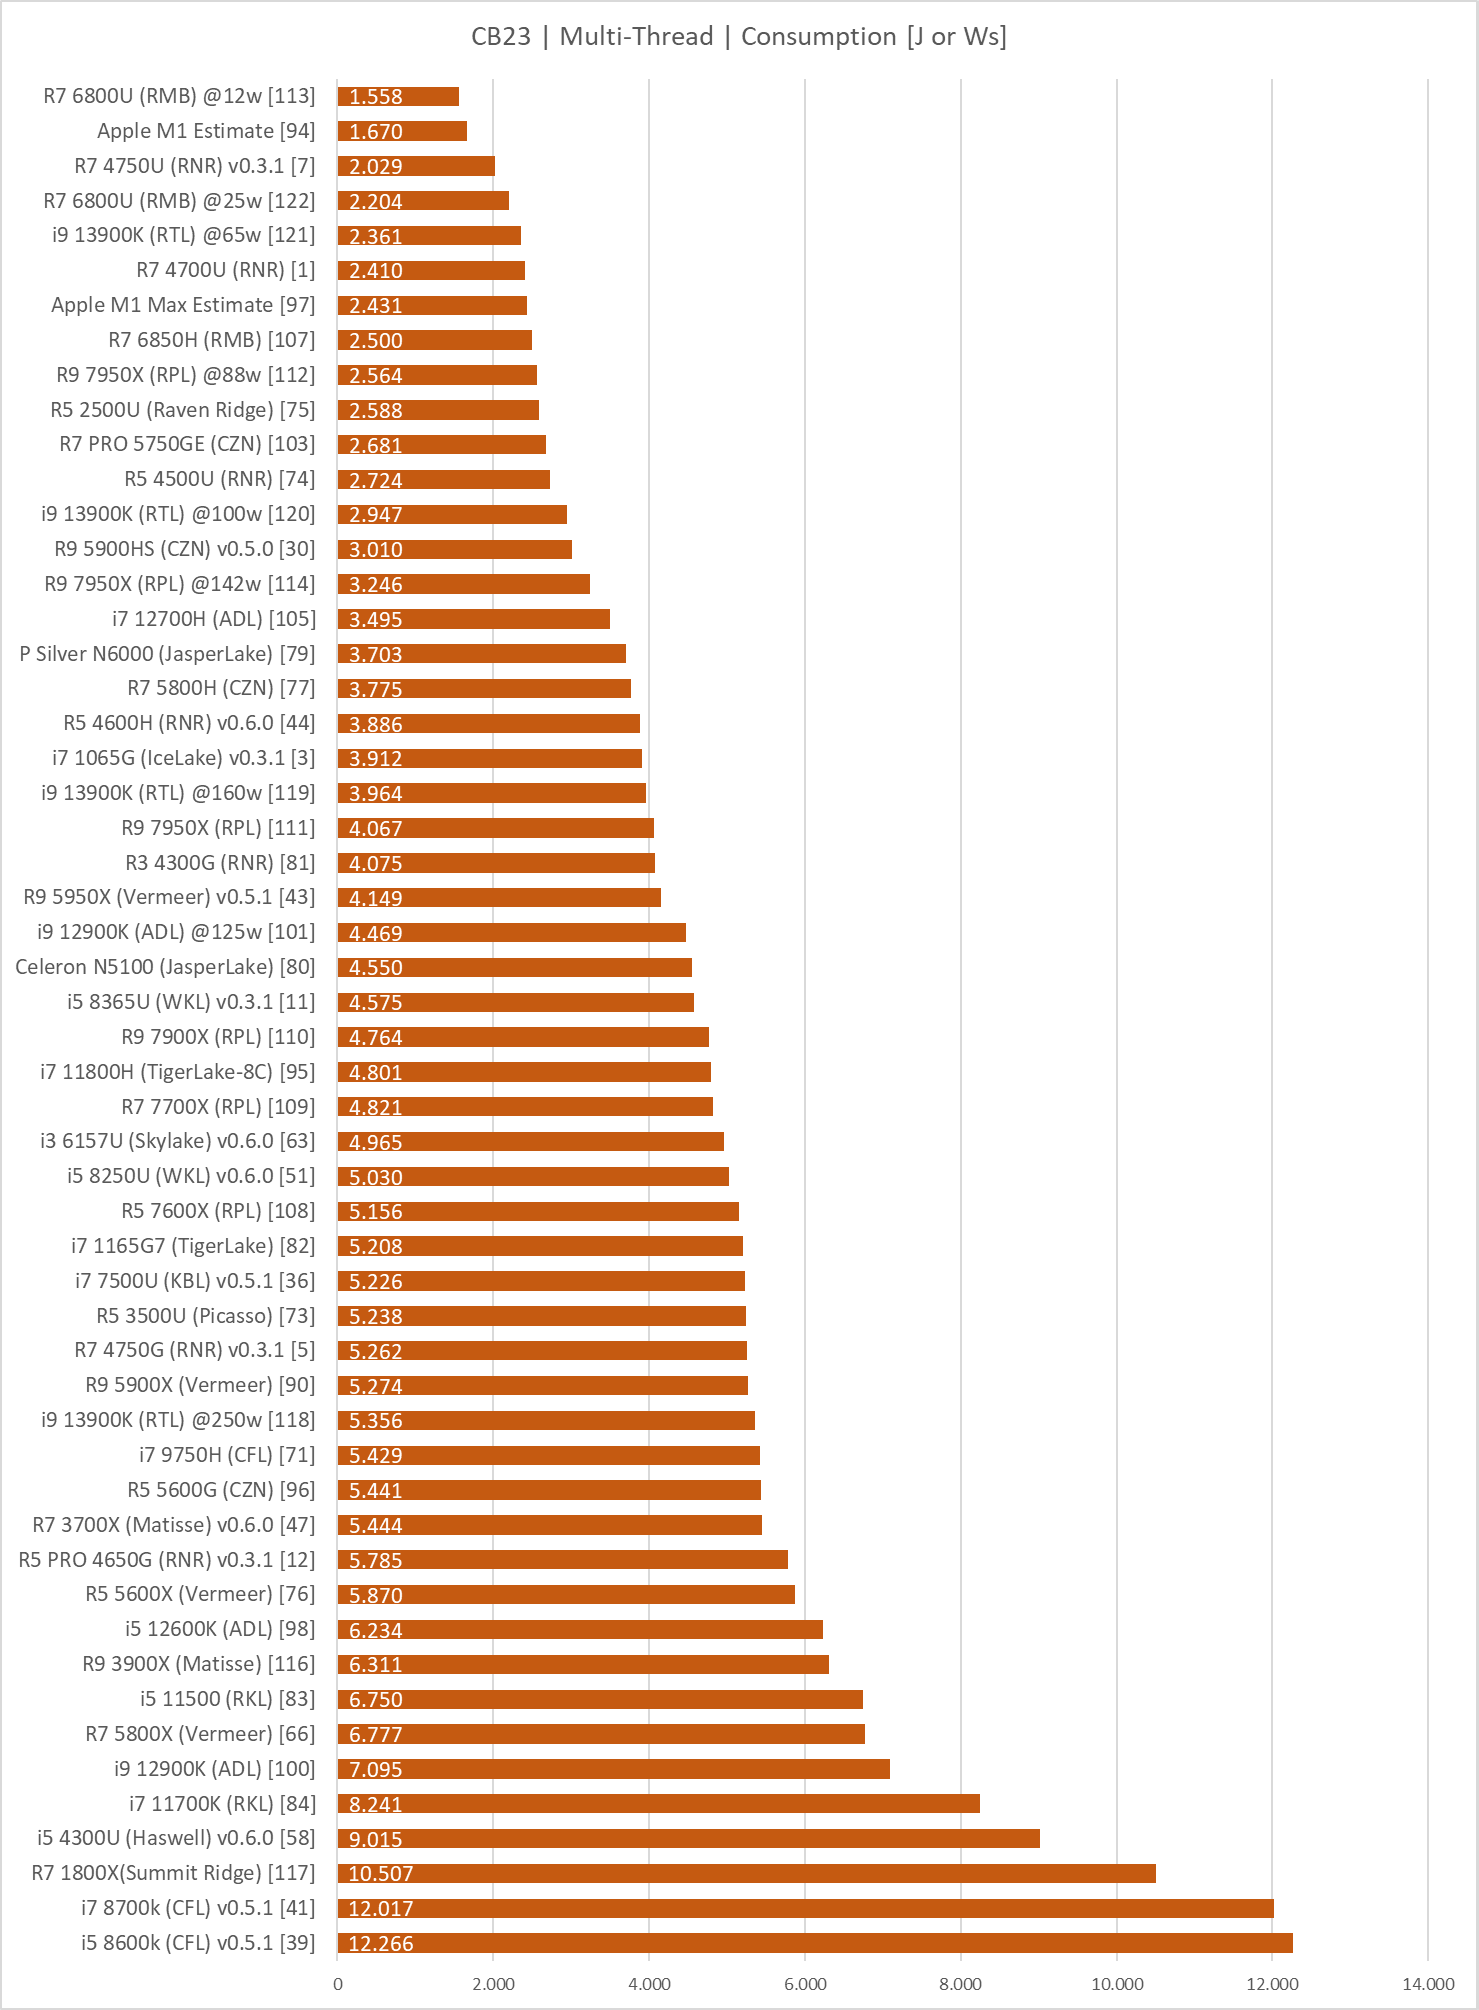 CB23 | Multi-Thread | Consumption [J or Ws]
R7 6800U (RMB) @12w [113] 1.558
Apple M1 Estimate [94] 1.670
R7 4750U (RNR) v0.3.1 [7] 2.029
R7 6800U (RMB) @25w [122] 2.204
i9 13900K (RTL) @65w [121] 2.361
R7 4700U (RNR) [1] 2.410
Apple M1 Max Estimate [97] 2.431
R7 6850H (RMB) [107] 2.500
R9 7950X (RPL) @88w [112] 2.564
R5 2500U (Raven Ridge) [75] 2.588
R7 PRO 5750GE (CZN) [103] 2.681
R5 4500U (RNR) [74] 2.724
i9 13900K (RTL) @100w [120] 2.947
R9 5900HS (CZN) v0.5.0 [30] 3.010
R9 7950X (RPL) @142w [114] 3.246
i7 12700H (ADL) [105] 3.495
P Silver N6000 (JasperLake) [79] 3.703
R7 5800H (CZN) [77] 3.775
R5 4600H (RNR) v0.6.0 [44] 3.886
i7 1065G (IceLake) v0.3.1 [3] 3.912
i9 13900K (RTL) @160w [119] 3.964
R9 7950X (RPL) [111] 4.067
R3 4300G (RNR) [81] 4.075
R9 5950X (Vermeer) v0.5.1 [43] 4.149
i9 12900K (ADL) @125w [101] 4.469
Celeron N5100 (JasperLake) [80] 4.550
i5 8365U (WKL) v0.3.1 [11] 4.575
R9 7900X (RPL) [110] 4.764
i7 11800H (TigerLake-8C) [95] 4.801
R7 7700X (RPL) [109] 4.821
i3 6157U (Skylake) v0.6.0 [63] 4.965
i5 8250U (WKL) v0.6.0 [51] 5.030
R5 7600X (RPL) [108] 5.156
i7 1165G7 (TigerLake) [82] 5.208
i7 7500U (KBL) v0.5.1 [36] 5.226
R5 3500U (Picasso) [73] 5.238
R7 4750G (RNR) v0.3.1 [5] 5.262
R9 5900X (Vermeer) [90] 5.274
i9 13900K (RTL) @250w [118] 5.356
i7 9750H (CFL) [71] 5.429
R5 5600G (CZN) [96] 5.441
R7 3700X (Matisse) v0.6.0 [47] 5.444
R5 PRO 4650G (RNR) v0.3.1 [12] 5.785
R5 5600X (Vermeer) [76] 5.870
i5 12600K (ADL) [98] 6.234
R9 3900X (Matisse) [116] 6.311
i5 11500 (RKL) [83] 6.750
R7 5800X (Vermeer) [66] 6.777
i9 12900K (ADL) [100] 7.095
i7 11700K (RKL) [84] 8.241
i5 4300U (Haswell) v0.6.0 [58] 9.015
R7 1800X(Summit Ridge) [117] 10.507
i7 8700k (CFL) v0.5.1 [41] 12.017
i5 8600k (CFL) v0.5.1 [39] 12.266
0 2.000 4.000 6.000 8.000 10.000 12.000 14.000